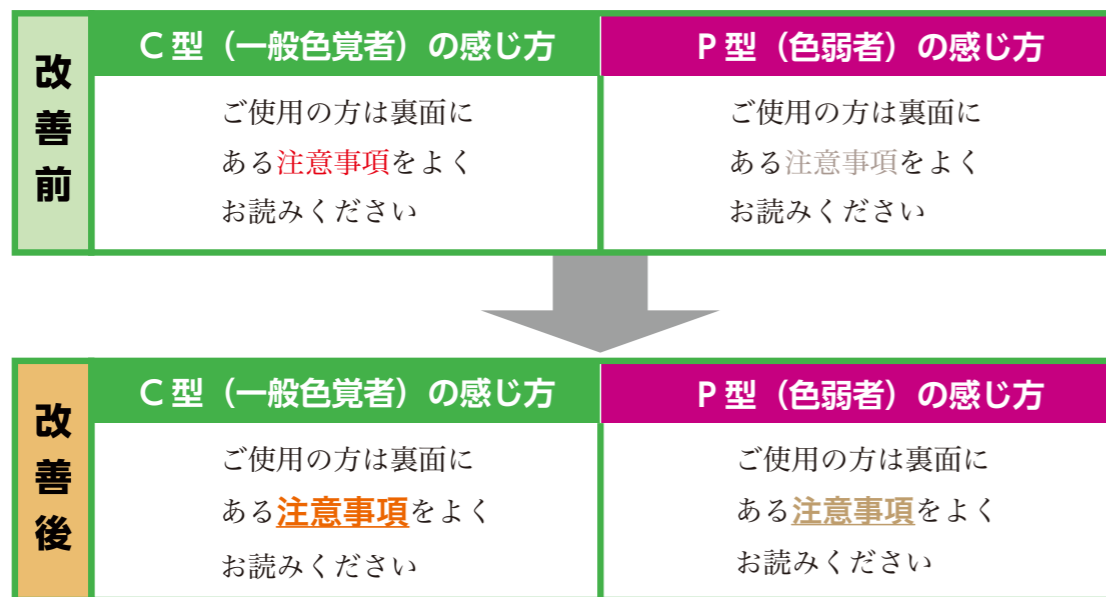 改善前
C型（一般色覚者）の感じ方
P型（色弱者）の感じ方
ご使用の方は裏面に
ある注意事項をよく
お読みください
ご使用の方は裏面に
ある注意事項をよく
お読みください
改善後
C型（一般色覚者）の感じ方
P型（色弱者）の感じ方
ご使用の方は裏面に
ある注意事項をよく
お読みください
ご使用の方は裏面に
ある注意事項をよく
お読みください